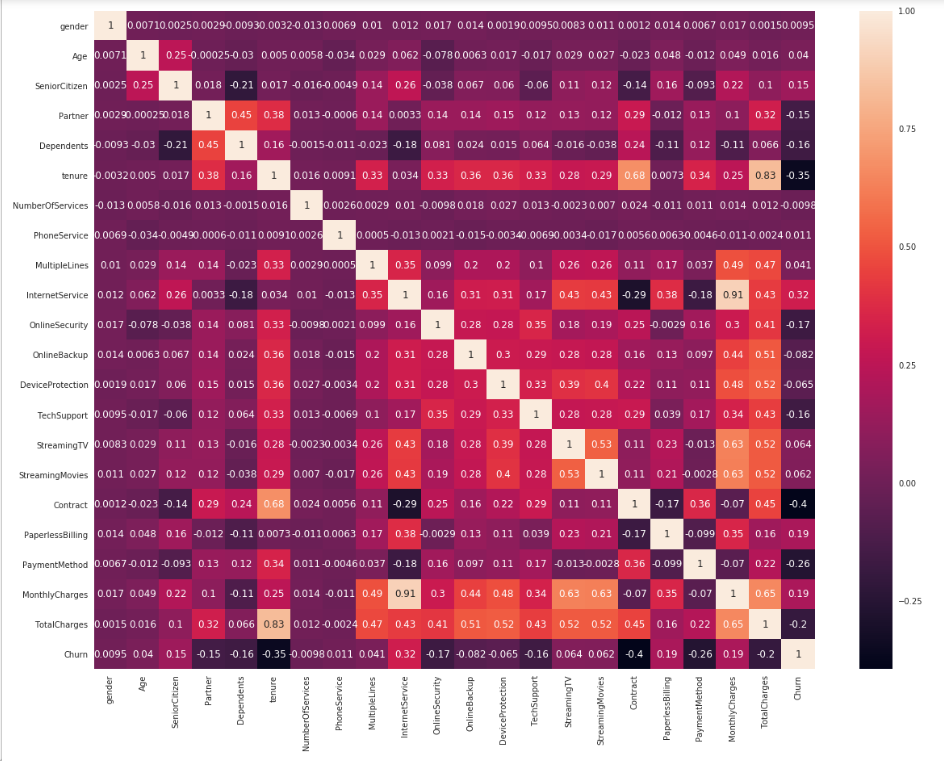 gender 1 0.0071 0.0025 0.0029 -0.0093 0.0032 -0.013 0.0069 0.01 0.012 0.017 0.014 0.0019 0.0095 0.0083 0.011 0.0012 0.014 0.0067 0.017 0.0015 0.0095
Age 0.0071 1 0.25 -0.00025 -0.03 0.005 0.0058 -0.034 0.029 0.062 -0.078 0.0063 0.017 -0.017 0.029 0.027 -0.023 0.048 -0.012 0.049 0.016 0.04
SeniorCitizen 0.0025 0.25 1 0.018 -0.21 0.017 -0.016 -0.0049 0.14 0.26 -0.038 0.067 0.06 -0.06 0.11 0.12 -0.14 0.16 -0.093 0.22 0.1 0.15
Partner 0.0029 -0.00025 0.018 1 0.45 0.38 0.013 -0.0006 0.14 0.0033 0.14 0.14 0.15 0.12 0.13 0.12 0.29 -0.012 0.13 0.1 0.32 -0.15
Dependents -0.0093 -0.03 -0.21 0.45 1 0.16 -0.0015 -0.011 -0.023 -0.18 0.081 0.024 0.015 0.064 -0.016 -0.038 0.24 -0.11 0.12 -0.11 0.066 -0.16
tenure -0.0032 0.005 0.017 0.38 0.16 1 0.016 0.0091 0.33 0.034 0.33 0.36 0.36 0.33 0.28 0.29 0.68 0.0073 0.34 0.25 0.83 -0.35
NumberOfServices -0.013 0.0058 -0.016 0.013 -0.0015 0.016 1 0.0026 0.0029 0.01 -0.0098 0.018 0.027 0.013 -0.0023 0.007 0.024 -0.011 0.011 0.014 0.012 -0.0098
PhoneService 0.0069 -0.034 -0.0049 -0.0006 -0.011 0.0091 0.0026 1 0.0005 -0.013 0.0021 -0.015 -0.0034 -0.0069 -0.0034 -0.017 0.0056 0.0063 -0.0046 -0.011 -0.0024 0.011
MultipleLines 0.01 0.029 0.14 0.14 -0.023 0.33 0.0029 0.0005 1 0.35 0.099 0.2 0.2 0.1 0.26 0.26 0.11 0.17 0.037 0.49 0.47 0.041
InternetService 0.012 0.062 0.26 0.0033 -0.18 0.034 0.01 -0.013 0.35 1 0.16 0.31 0.31 0.17 0.43 0.43 -0.29 0.38 -0.18 0.91 0.43 0.32
OnlineSecurity 0.017 -0.078 -0.038 0.14 0.081 0.33 -0.0098 0.0021 0.099 0.16 1 0.28 0.28 0.35 0.18 0.19 0.25 -0.0029 0.16 0.3 0.41 -0.17
OnlineBackup 0.014 0.0063 0.067 0.14 0.024 0.36 0.018 -0.015 0.2 0.31 0.28 1 0.3 0.29 0.28 0.28 0.16 0.13 0.097 0.44 0.51 -0.082
DeviceProtection 0.0019 0.017 0.06 0.15 0.015 0.36 0.027 -0.0034 0.2 0.31 0.28 0.3 1 0.33 0.39 0.4 0.22 0.11 0.11 0.48 0.52 -0.065
TechSupport 0.0095 -0.017 -0.06 0.12 0.064 0.33 0.013 -0.0069 0.1 0.17 0.35 0.29 0.33 1 0.28 0.28 0.29 0.039 0.17 0.34 0.43 -0.16
StreamingTV 0.0083 0.029 0.11 0.13 -0.016 0.28 -0.0023 -0.0034 0.26 0.43 0.18 0.28 0.39 0.28 1 0.53 0.11 0.23 -0.013 0.63 0.52 0.064
StreamingMovies 0.011 0.027 0.12 0.12 -0.038 0.29 0.007 -0.017 0.26 0.43 0.19 0.28 0.4 0.28 0.53 1 0.11 0.21 -0.0028 0.63 0.52 0.062
Contract 0.0012 -0.023 -0.14 0.29 0.24 0.68 0.024 0.0056 0.11 -0.29 0.25 0.16 0.22 0.29 0.11 0.11 1 -0.17 0.36 -0.07 0.45 -0.4
PaperlessBilling 0.014 0.048 0.16 -0.012 -0.11 0.0073 -0.011 0.0063 0.17 0.38 -0.0029 0.13 0.11 0.039 0.23 0.21 -0.17 1 -0.099 0.35 0.16 0.19
PaymentMethod 0.0067 -0.012 -0.093 0.13 0.12 0.34 0.011 -0.0046 0.037 -0.18 0.16 0.097 0.11 0.17 -0.013 -0.0028 0.36 -0.099 1 -0.07 0.22 -0.26
MonthlyCharges 0.017 0.049 0.22 0.1 -0.11 0.25 0.014 -0.011 0.49 0.91 0.3 0.44 0.48 0.34 0.63 0.63 -0.07 0.35 -0.07 1 0.65 0.19
TotalCharges 0.0015 0.016 0.1 0.32 0.066 0.83 0.012 -0.0024 0.47 0.43 0.41 0.51 0.52 0.43 0.52 0.52 0.45 0.16 0.22 0.65 1 -0.2
Churn 0.0095 0.04 0.15 -0.15 -0.16 -0.35 -0.0098 0.011 0.041 0.32 -0.17 -0.082 -0.065 -0.16 0.064 0.062 -0.4 0.19 -0.26 0.19 -0.2 1
gender
Age
SeniorCitizen
Partner
Dependents
tenure
NumberOfServices
PhoneService
MultipleLines
InternetService
OnlineSecurity
OnlineBackup
DeviceProtection
TechSupport
StreamingTV
StreamingMovies
Contract
PaperlessBilling
PaymentMethod
MonthlyCharges
TotalCharges
Churn
1.00
0.75
0.50
0.25
0.00
−0.25